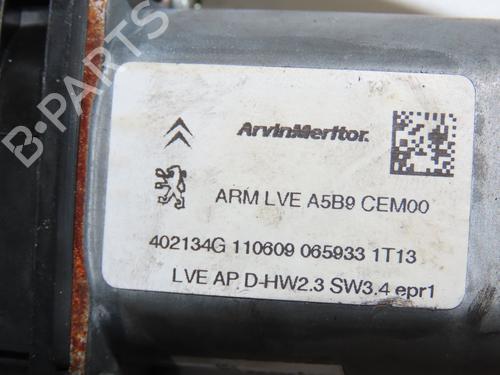 B-PARTS
ArvinMeritor.
ARM LVE A5B9 CEM00
402134G 110609 065933 1T13
LVE AP D-HW2.3 SW3.4 epr1